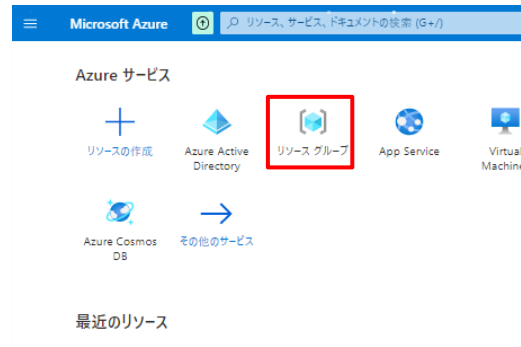 Microsoft Azure
リソース、サービス、ドキュメントの検索 (G+/)
Azure サービス
リソースの作成
Azure Active
Directory
リソース グループ
App Service
Virtual
Machine
Azure Cosmos
DB
その他のサービス
最近のリソース